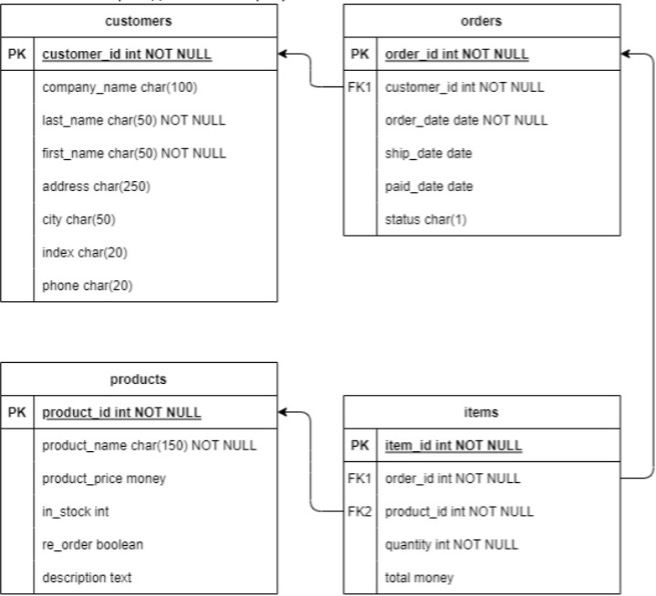 customers
PK customer_id int NOT NULL
company_name char(100)
last_name char(50) NOT NULL
first_name char(50) NOT NULL
address char(250)
city char(50)
index char(20)
phone char(20)
orders
PK order_id int NOT NULL
FK1 customer_id int NOT NULL
order_date date NOT NULL
ship_date date
paid_date date
status char(1)
products
PK product_id int NOT NULL
product_name char(150) NOT NULL
product_price money
in_stock int
re_order boolean
description text
items
PK item_id int NOT NULL
FK1 order_id int NOT NULL
FK2 product_id int NOT NULL
quantity int NOT NULL
total money